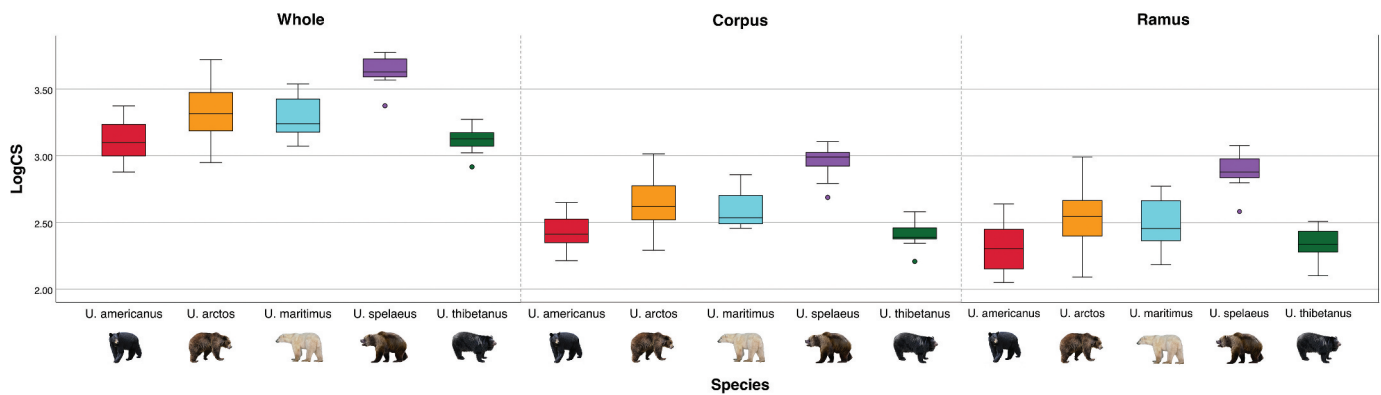 Whole Corpus Ramus
LogCS
3.50
3.00
2.50
2.00
U. americanus U. arctos U. maritimus U. spelaeus U. thibetanus U. americanus U. arctos U. maritimus U. spelaeus U. thibetanus U. americanus U. arctos U. maritimus U. spelaeus U. thibetanus
Species